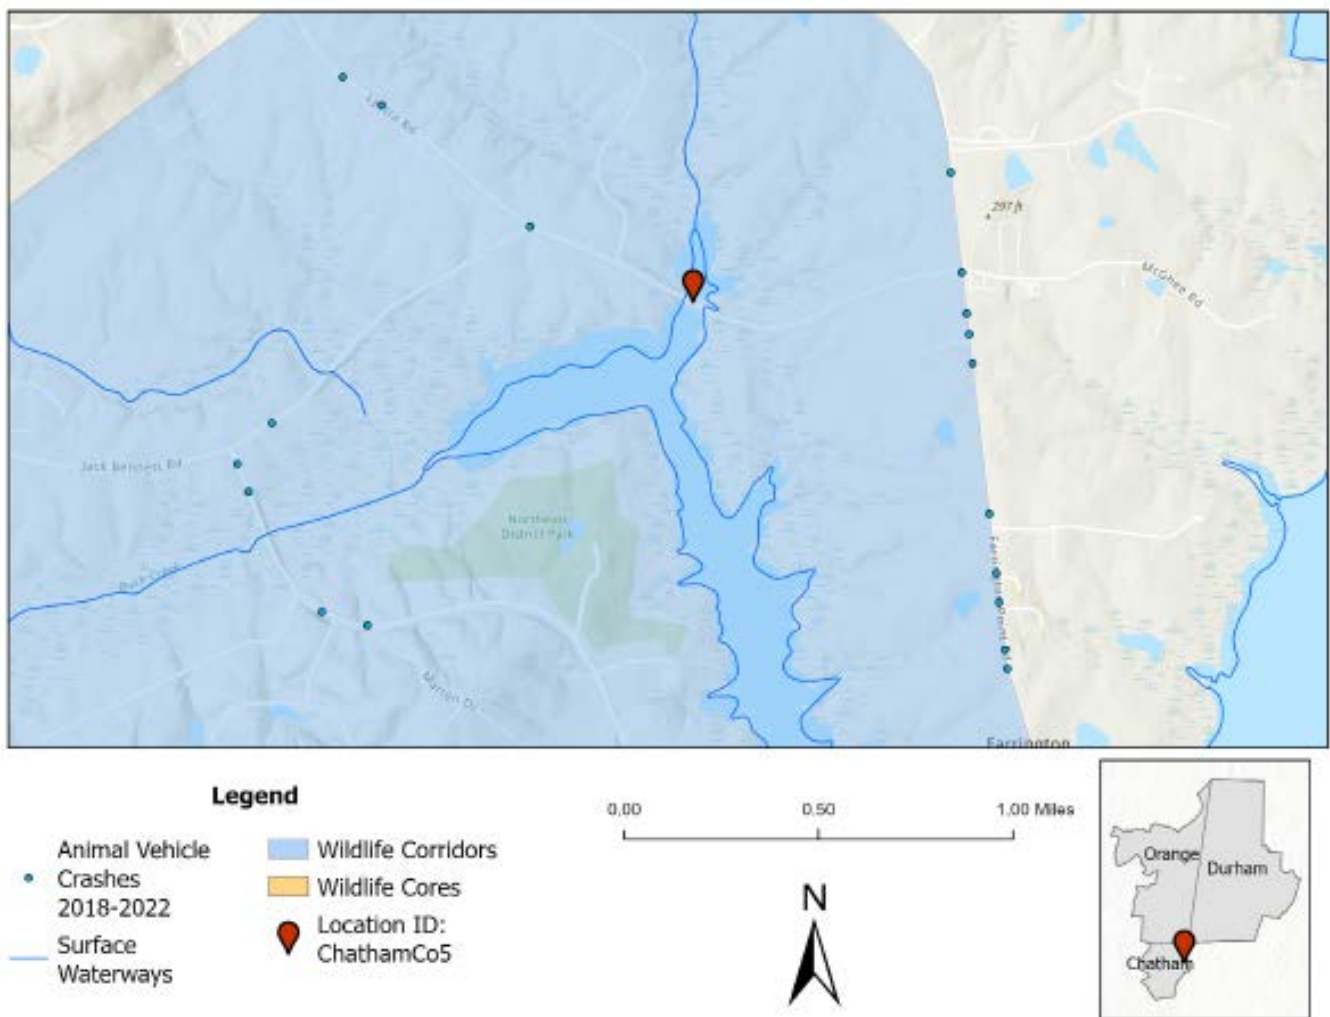 297 ft
McGhee Rd
Jack Bennett Rd
Northeast
District Park
Farrington
Legend
Animal Vehicle
Crashes
2018-2022
Surface
Waterways
Wildlife Corridors
Wildlife Cores
Location ID:
ChathamCo5
0.00 0.50 1.00 Miles
N
Orange
Durham
Chatham